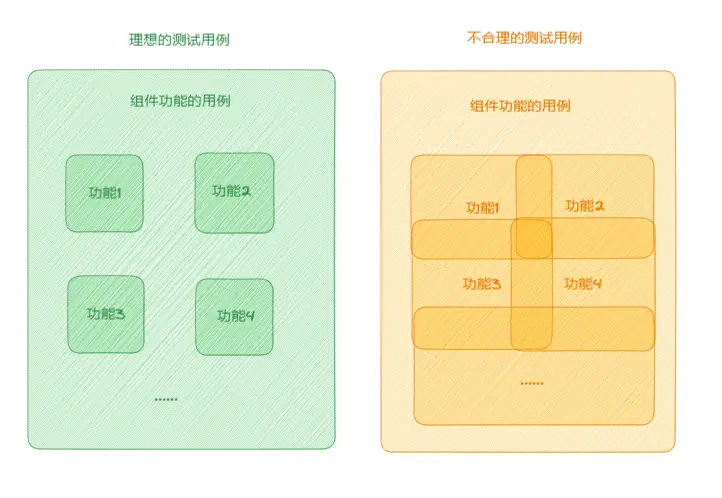 理想的测试用例
组件功能的用例
功能1
功能2
功能3
功能4
......
不合理的测试用例
组件功能的用例
功能1
功能2
功能3
功能4
......